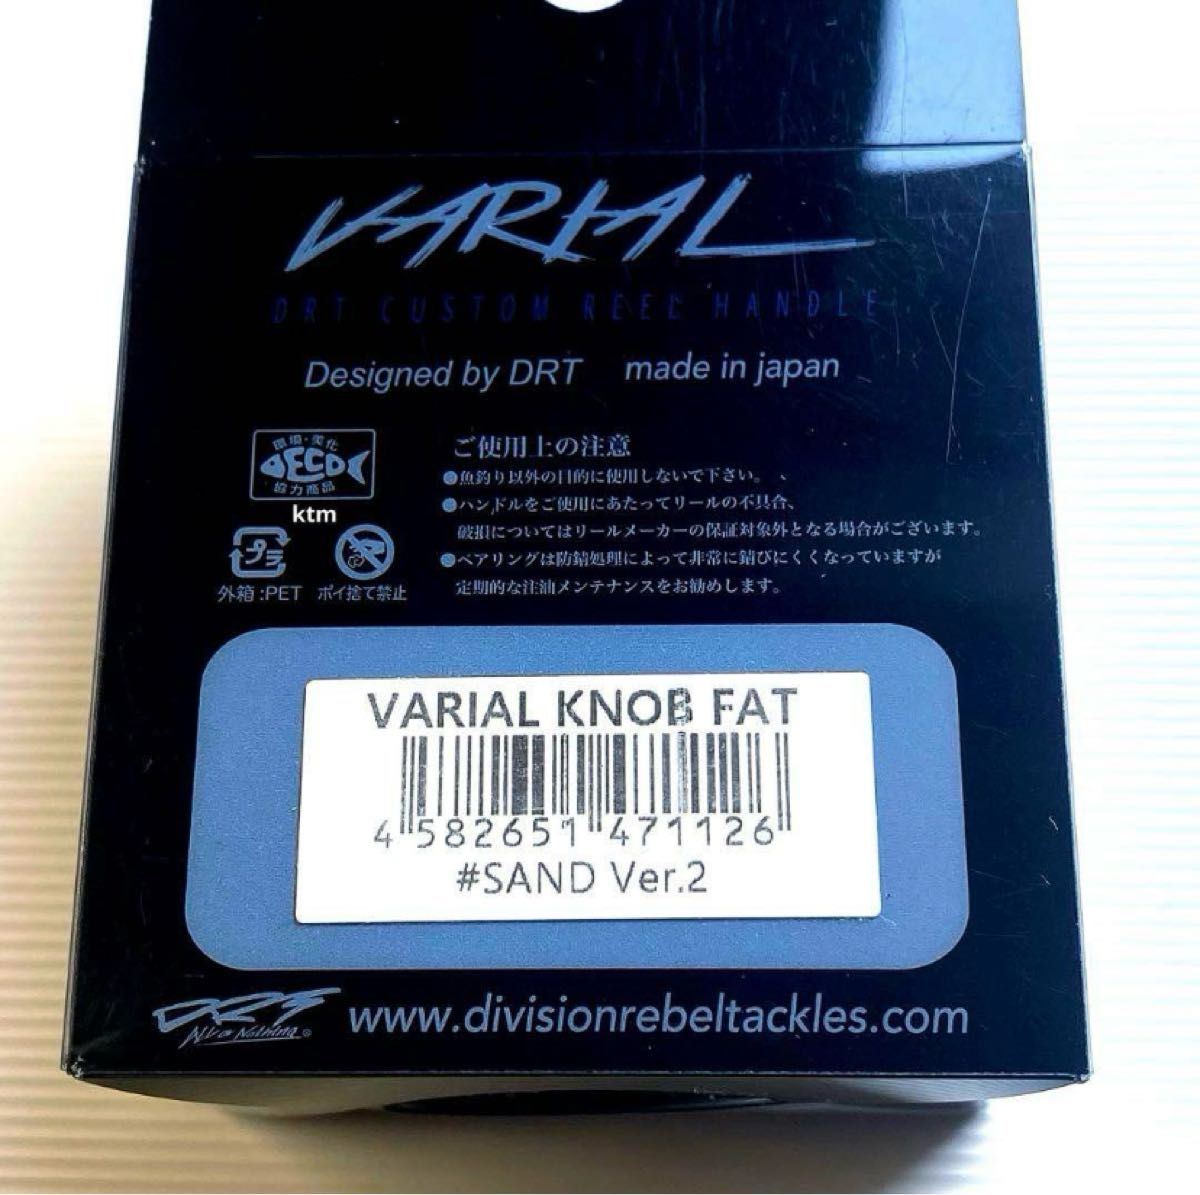 VARIAL
DRT CUSTOM REEL HANDLE
Designed by DRT made in japan
環境・美化
ECO
協力商品
ktm
プラ
外箱:PET ポイ捨て禁止
ご使用上の注意
●魚釣り以外の目的に使用しないで下さい。
●ハンドルをご使用にあたってリールの不具合、
破損についてはリールメーカーの保証対象外となる場合がございます。
●ベアリングは防錆処理によって非常に錆びにくくなっていますが
定期的な注油メンテナンスをお勧めします。
VARIAL KNOB FAT
4 582651 471126
#SAND Ver.2
DRT
www.divisionrebeltackles.com